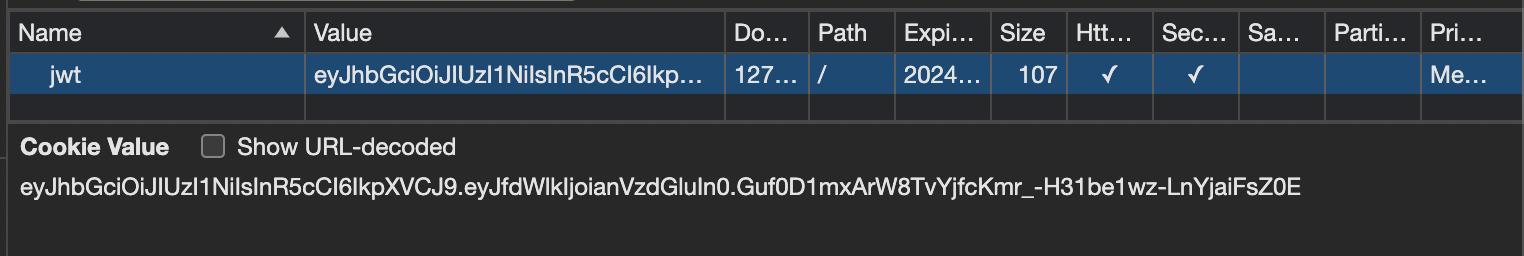 Name ▲ Value Do... Path Expi... Size Htt... Sec... Sa... Parti... Pri...
jwt eyJhbGciOiJIUzI1NiIsInR5cCI6Ikp... 127... / 2024... 107 ✓ ✓ Me...
Cookie Value Show URL-decoded
eyJhbGciOiJIUzI1NiIsInR5cCI6IkpXVCJ9.eyJfdWlkIjoianVzdGluIn0.Guf0D1mxArW8TvYjfcKmr_-H31be1wz-LnYjaiFsZ0E